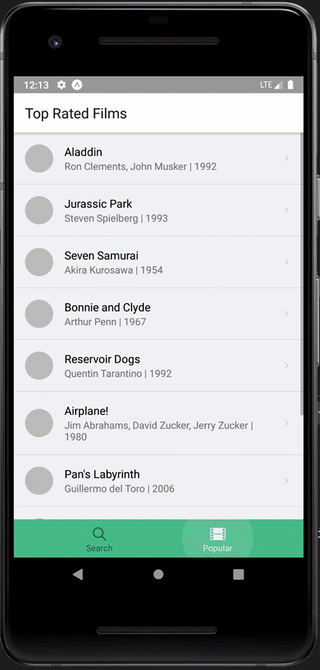 12:13
LTE
Top Rated Films
Aladdin
Ron Clements, John Musker | 1992
Jurassic Park
Steven Spielberg | 1993
Seven Samurai
Akira Kurosawa | 1954
Bonnie and Clyde
Arthur Penn | 1967
Reservoir Dogs
Quentin Tarantino | 1992
Airplane!
Jim Abrahams, David Zucker, Jerry Zucker |
1980
Pan's Labyrinth
Guillermo del Toro | 2006
Search
Popular